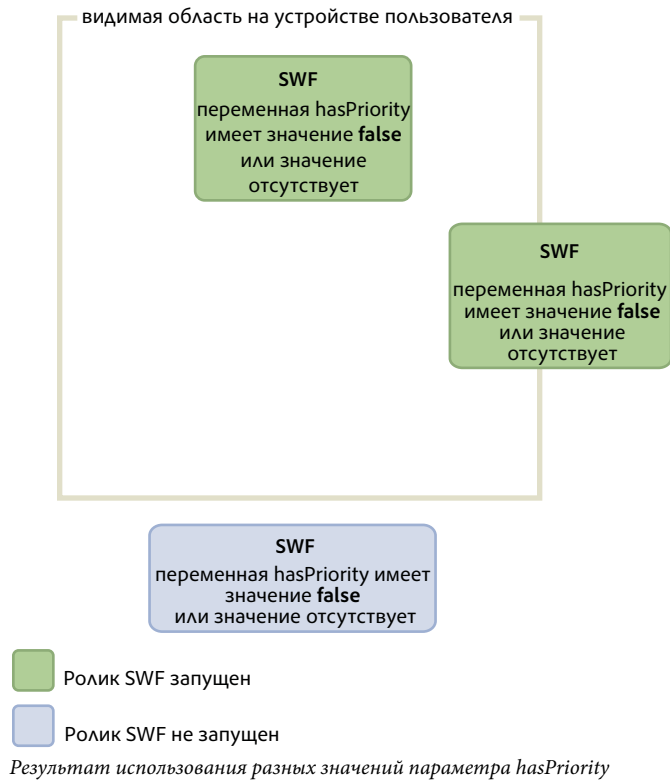 видимая область на устройстве пользователя
SWF
переменная hasPriority
имеет значение false
или значение
отсутствует
SWF
переменная hasPriority
имеет значение false
или значение
отсутствует
SWF
переменная hasPriority имеет
значение false
или значение отсутствует
Ролик SWF запущен
Ролик SWF не запущен
Результат использования разных значений параметра hasPriority